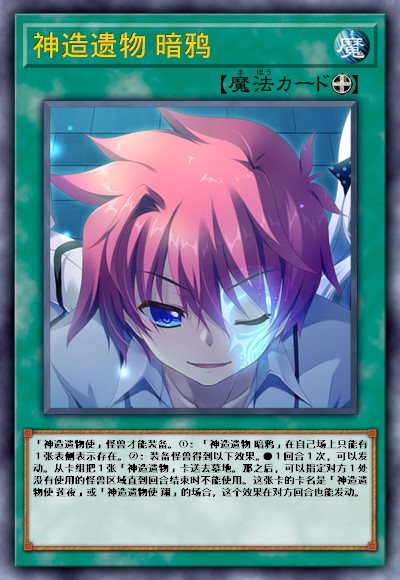 神造遗物 暗鸦
魔
【魔法カード】
まほう
「神造遗物使」怪兽才能装备。①：「神造遗物 暗鸦」在自己场上只能有
１张表侧表示存在。②：装备怪兽得到以下效果。●１回合１次，可以发
动。从卡组把１张「神造遗物」卡送去墓地。那之后，可以指定对方１处
没有使用的怪兽区域直到回合结束时不能使用。这张卡的卡名是「神造遗
物使 莲夜」或「神造遗物使 翔」的场合，这个效果在对方回合也能发动。